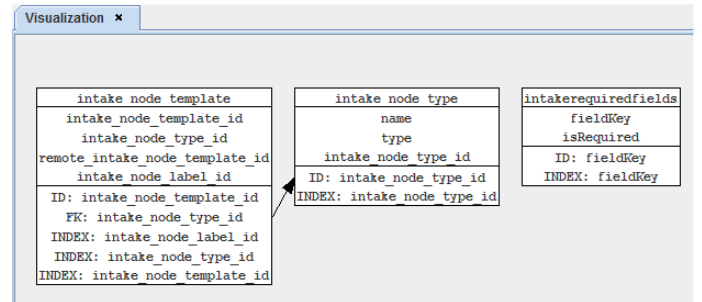 Visualization ×
intake node template
intake_node_template_id
intake_node_type_id
remote_intake_node_template_id
intake_node_label_id
ID: intake_node_template_id
FK: intake_node_type_id
INDEX: intake_node_label_id
INDEX: intake_node_type_id
INDEX: intake_node_template_id
intake node type
name
type
intake_node_type_id
ID: intake_node_type_id
INDEX: intake_node_type_id
intakerequiredfields
fieldKey
isRequired
ID: fieldKey
INDEX: fieldKey